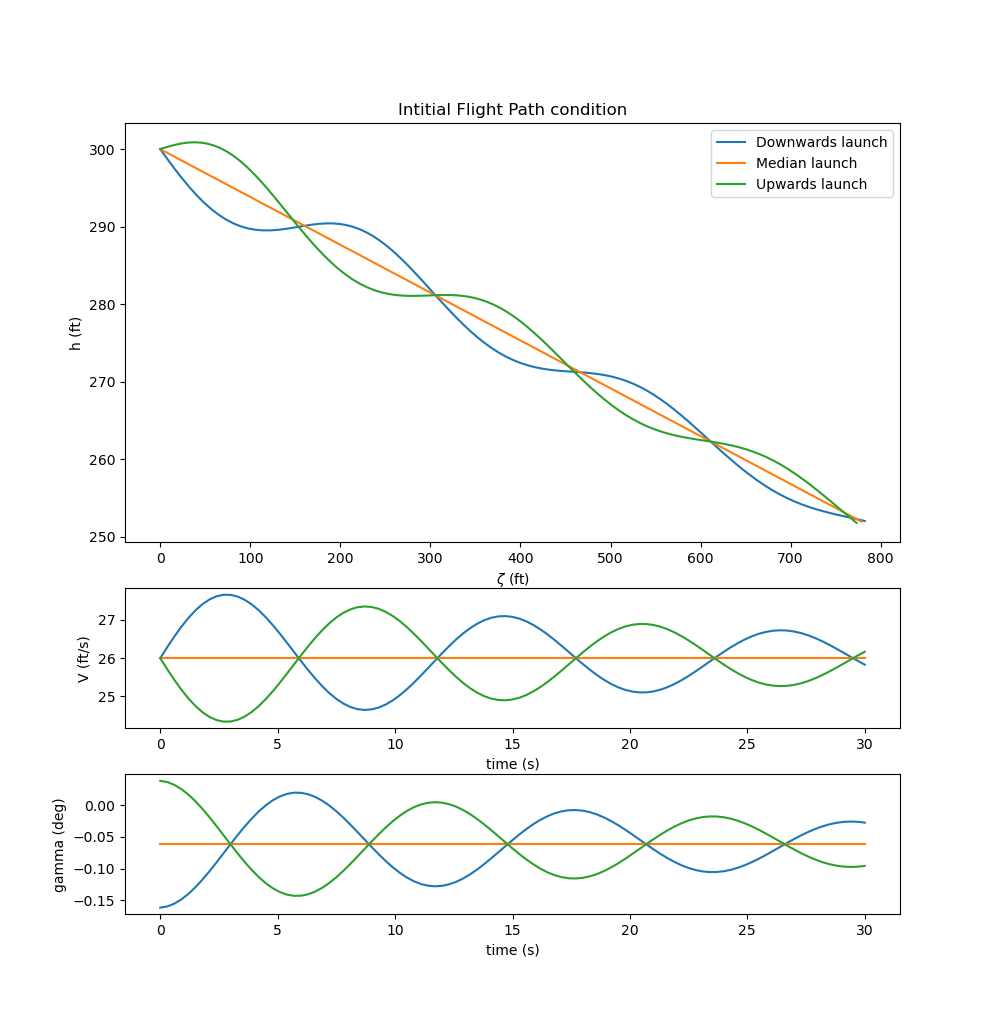 Intitial Flight Path condition
Downwards launch
Median launch
Upwards launch
h (ft)
300
290
280
270
260
250
0 100 200 300 400 500 600 700 800
ζ (ft)
V (ft/s)
27
26
25
0 5 10 15 20 25 30
time (s)
gamma (deg)
0.00
−0.05
−0.10
−0.15
0 5 10 15 20 25 30
time (s)